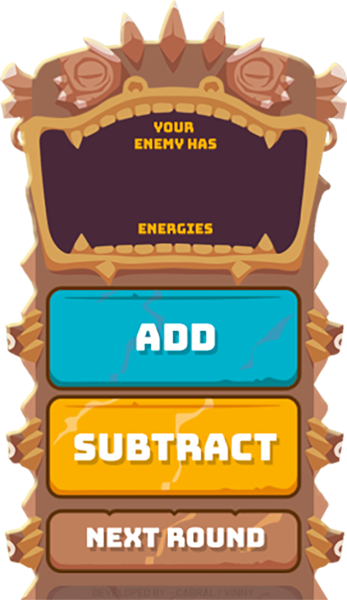 YOUR
ENEMY HAS
ENERGIES
ADD
SUBTRACT
NEXT ROUND